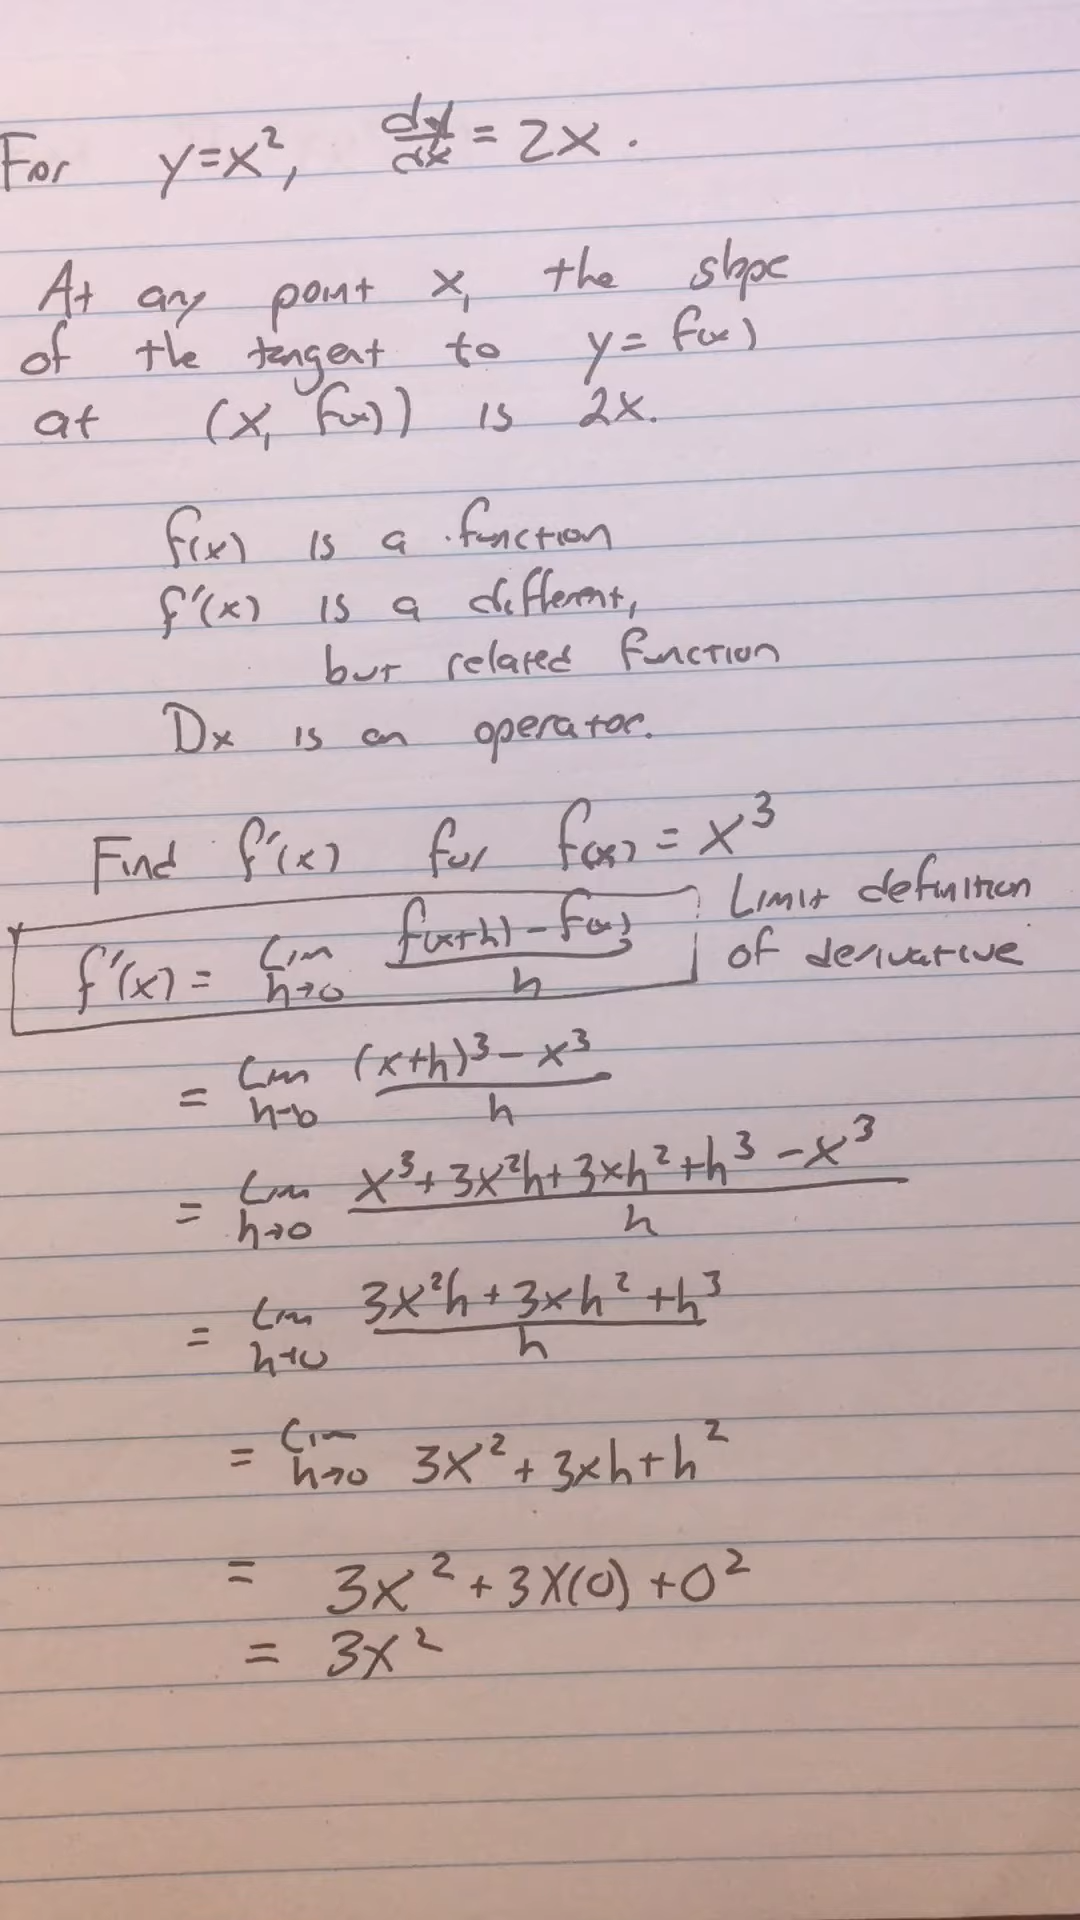 For y=x², dy/dx = 2x.
At any point x, the slope
of the tangent to y= f(x)
at (x, f(x)) is 2x.
f(x) is a function
f'(x) is a different,
but related function
Dx is an operator.
Find f'(x) for f(x) = x³
f'(x) = lim h→0 (f(x+h) - f(x))/h Limit definition
of derivative
= lim h→0 ((x+h)³ - x³)/h
= lim h→0 (x³+3x²h+3xh²+h³-x³)/h
= lim h→0 (3x²h+3xh²+h³)/h
= lim h→0 3x²+3xh+h²
= 3x²+3x(0)+0²
= 3x²